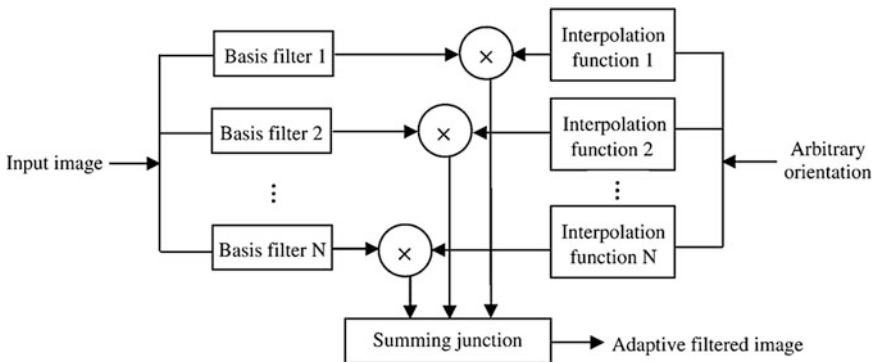 Basis filter 1
×
Interpolation
function 1
Basis filter 2
×
Interpolation
function 2
Input image
Arbitrary
orientation
Basis filter N
×
Interpolation
function N
Summing junction
Adaptive filtered image